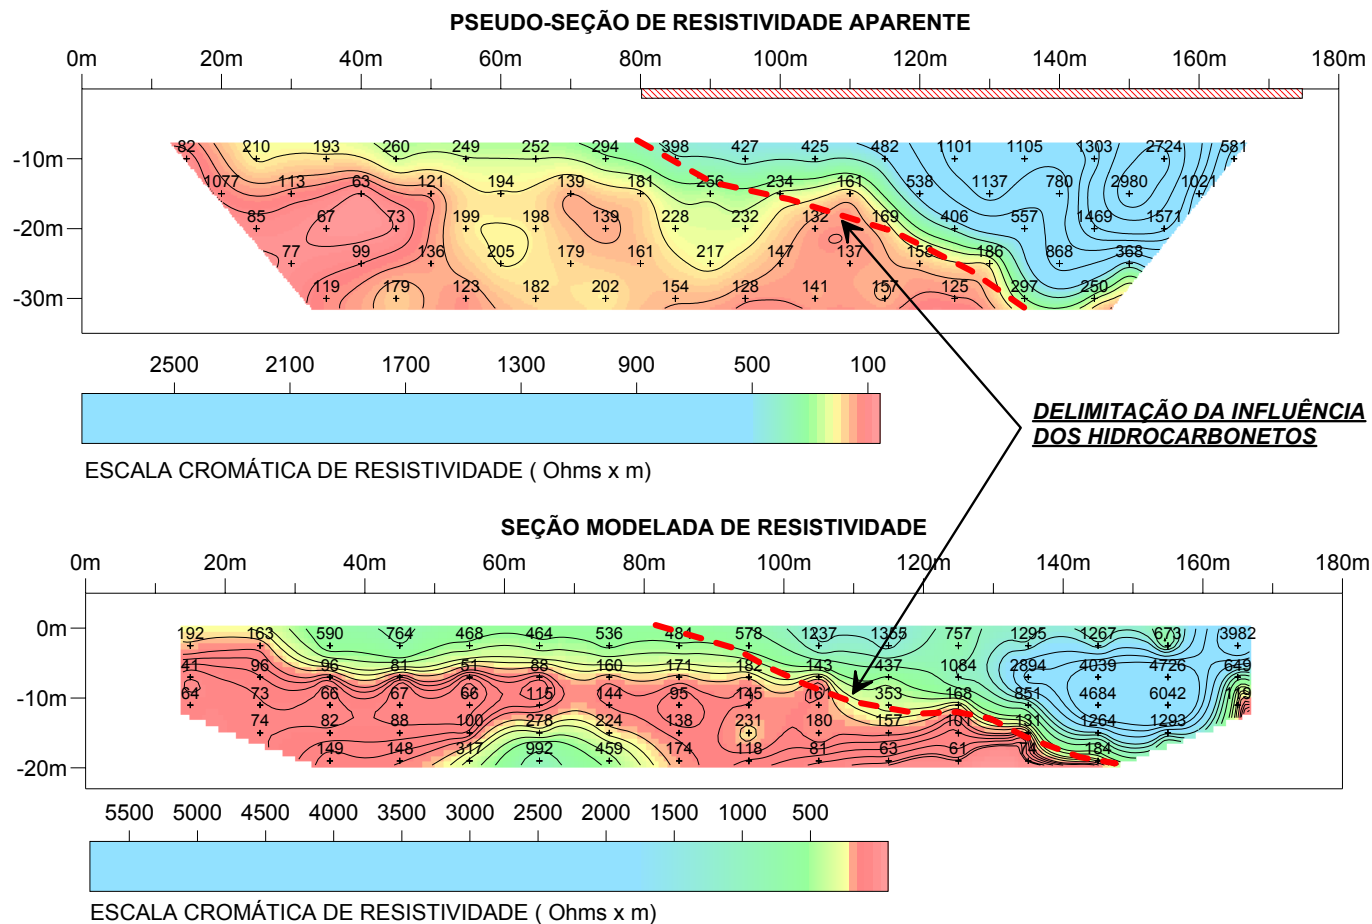 PSEUDO-SEÇÃO DE RESISTIVIDADE APARENTE
0m 20m 40m 60m 80m 100m 120m 140m 160m 180m
82 210 193 260 249 252 294 398 427 425 482 1101 1105 1303 2724 581
-10m
1077 113 63 121 194 139 181 256 234 161 538 1137 780 2980 1021
85 67 73 199 198 139 228 232 132 169 406 557 1469 1571
-20m
77 99 136 205 179 161 217 147 137 158 186 868 368
119 179 123 182 202 154 128 141 157 125 297 250
-30m
2500 2100 1700 1300 900 500 100
ESCALA CROMÁTICA DE RESISTIVIDADE ( Ohms x m)
DELIMITAÇÃO DA INFLUÊNCIA
DOS HIDROCARBONETOS
SEÇÃO MODELADA DE RESISTIVIDADE
0m 20m 40m 60m 80m 100m 120m 140m 160m 180m
0m
192 163 590 764 468 464 536 484 578 1237 1355 757 1295 1267 673 3982
41 96 96 81 51 88 160 171 182 143 437 1084 2894 4039 4726 649
-10m
64 73 66 67 66 115 144 95 145 161 353 168 851 4684 6042 119
74 82 88 100 278 224 138 231 180 157 101 131 1264 1293
149 148 317 992 459 174 118 81 63 61 74 184
-20m
5500 5000 4500 4000 3500 3000 2500 2000 1500 1000 500
ESCALA CROMÁTICA DE RESISTIVIDADE ( Ohms x m)